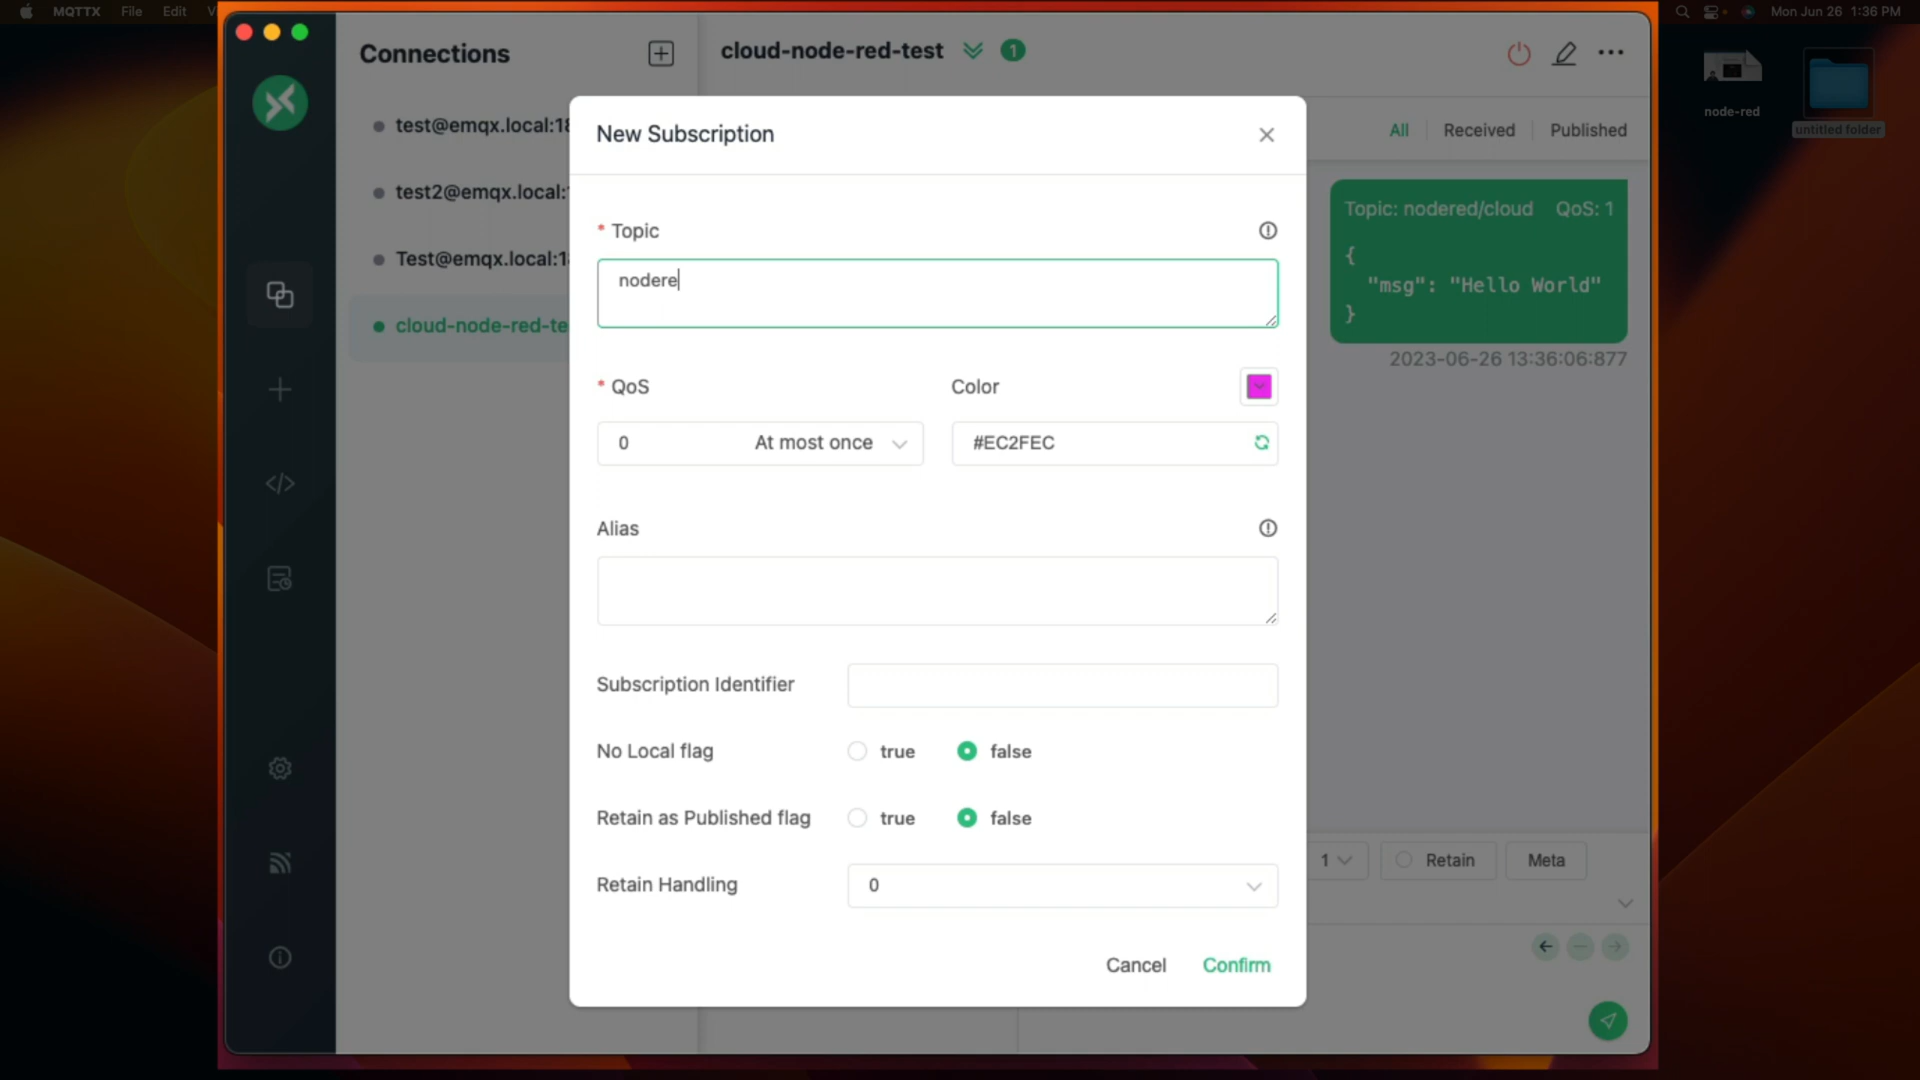 MQTTX File Edit
Mon Jun 26 1:36 PM
node-red
untitled folder
Connections
cloud-node-red-test 1
test@emqx.local:18
test2@emqx.local:
Test@emqx.local:1
cloud-node-red-te
All Received Published
Topic: nodered/cloud QoS: 1
{
"msg": "Hello World"
}
2023-06-26 13:36:06:877
New Subscription
* Topic
nodere
* QoS
Color
0 At most once
#EC2FEC
Alias
Subscription Identifier
No Local flag true false
Retain as Published flag true false
Retain Handling 0
Cancel Confirm
1 Retain Meta